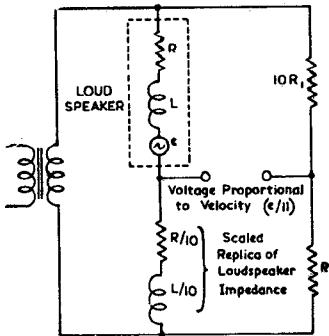 R
LOUD
SPEAKER
L
e
10R₁
Voltage Proportional
to Velocity (e/11)
R/10
L/10
Scaled
Replica of
Loudspeaker
Impedance
R